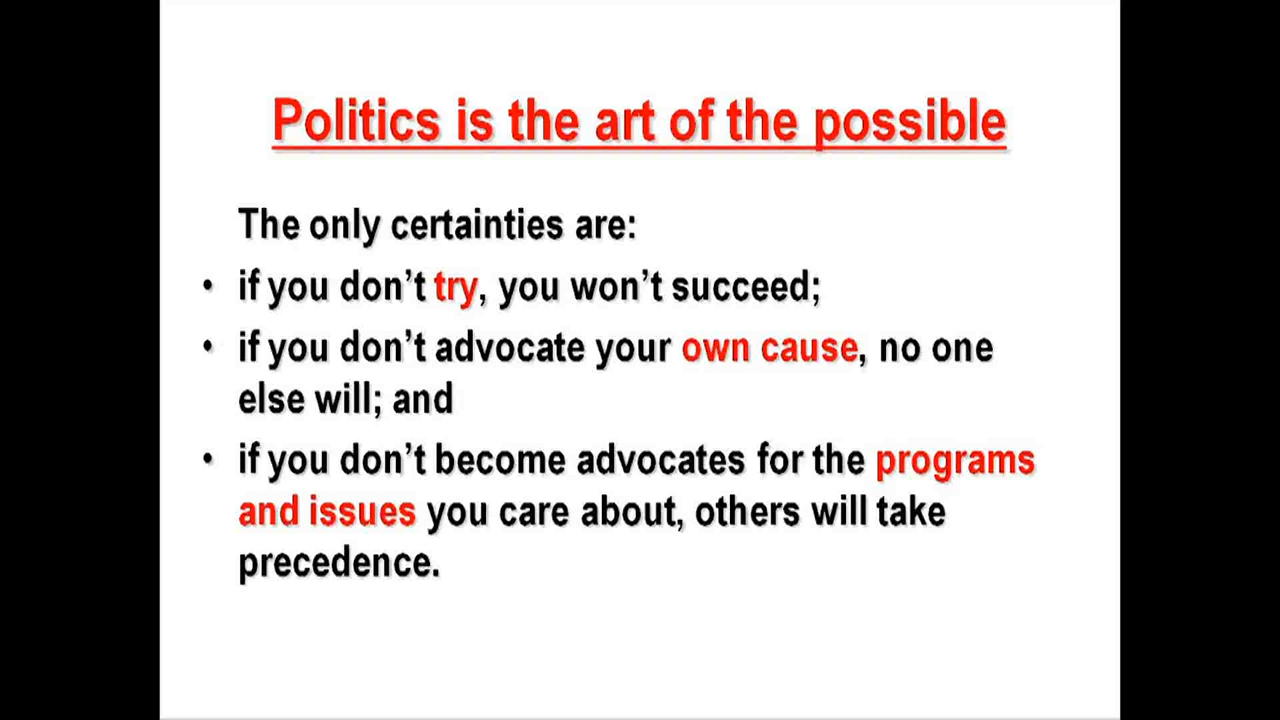 Politics is the art of the possible
The only certainties are:
• if you don’t try, you won’t succeed;
• if you don’t advocate your own cause, no one
else will; and
• if you don’t become advocates for the programs
and issues you care about, others will take
precedence.